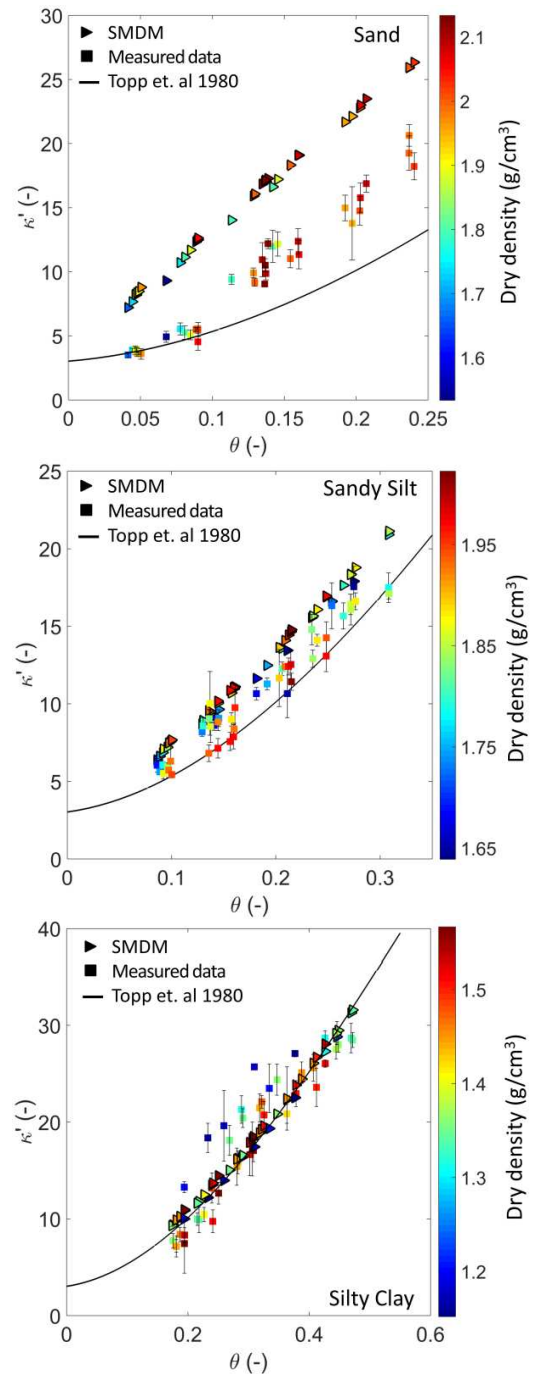 Sand
SMDM
Measured data
Topp et. al 1980
30
25
20
15
10
5
0
κ' (-)
0
0.05
0.1
0.15
0.2
0.25
θ (-)
2.1
2
1.9
1.8
1.7
1.6
Dry density (g/cm³)
Sandy Silt
SMDM
Measured data
Topp et. al 1980
25
20
15
10
5
0
κ' (-)
0
0.1
0.2
0.3
θ (-)
1.95
1.85
1.75
1.65
Dry density (g/cm³)
SMDM
Measured data
Topp et. al 1980
Silty Clay
40
30
20
10
0
κ' (-)
0
0.2
0.4
0.6
θ (-)
1.5
1.4
1.3
1.2
Dry density (g/cm³)